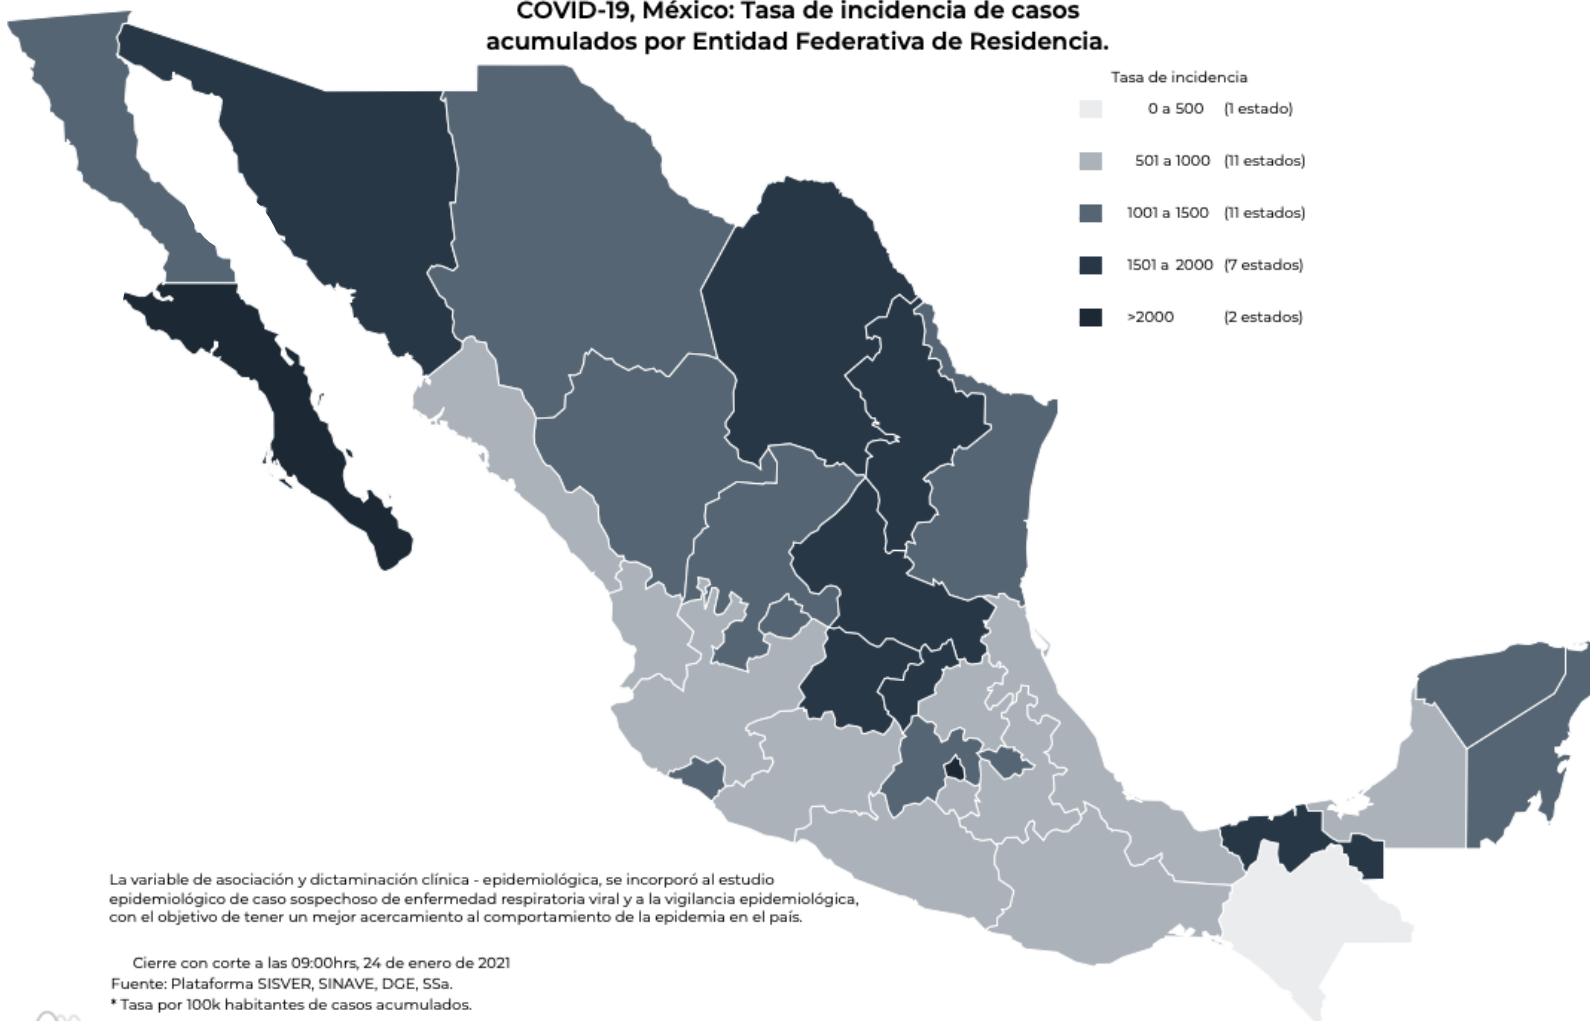 COVID-19, México: Tasa de incidencia de casos
acumulados por Entidad Federativa de Residencia.
Tasa de incidencia
0 a 500 (1 estado)
501 a 1000 (11 estados)
1001 a 1500 (11 estados)
1501 a 2000 (7 estados)
>2000 (2 estados)
La variable de asociación y dictaminación clínica - epidemiológica, se incorporó al estudio
epidemiológico de caso sospechoso de enfermedad respiratoria viral y a la vigilancia epidemiológica,
con el objetivo de tener un mejor acercamiento al comportamiento de la epidemia en el país.
Cierre con corte a las 09:00hrs, 24 de enero de 2021
Fuente: Plataforma SISVER, SINAVE, DGE, SSa.
* Tasa por 100k habitantes de casos acumulados.